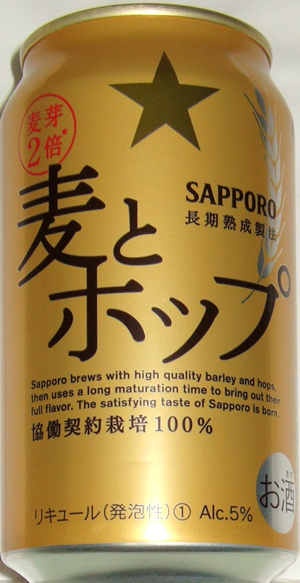 麦芽
2倍*
SAPPORO
長期熟成製法
麦と
ホップ
Sapporo brews with high quality barley and hops,
then uses a long maturation time to bring out their
full flavor. The satisfying taste of Sapporo is born.
協働契約栽培100%
お酒
リキュール(発泡性)① Alc.5%